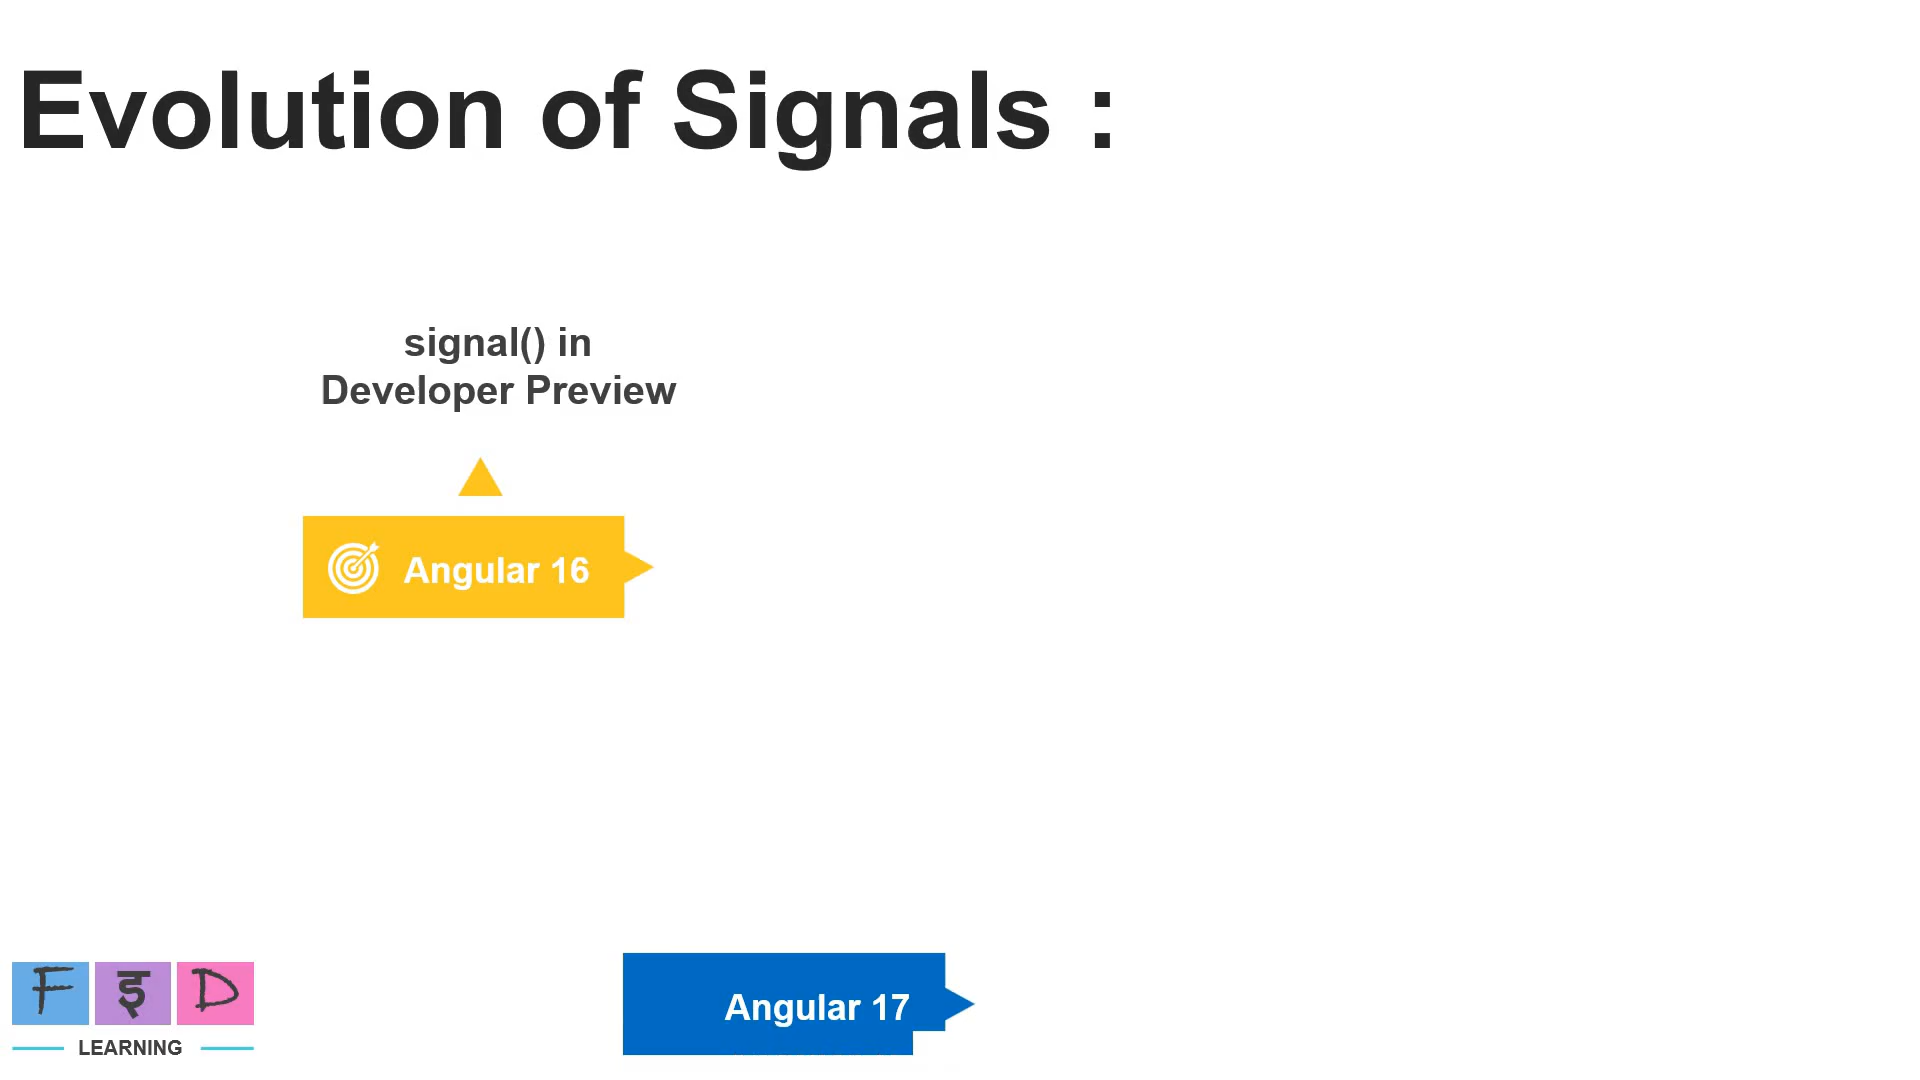 Evolution of Signals :
signal() in
Developer Preview
Angular 16
Angular 17
F इ D
LEARNING